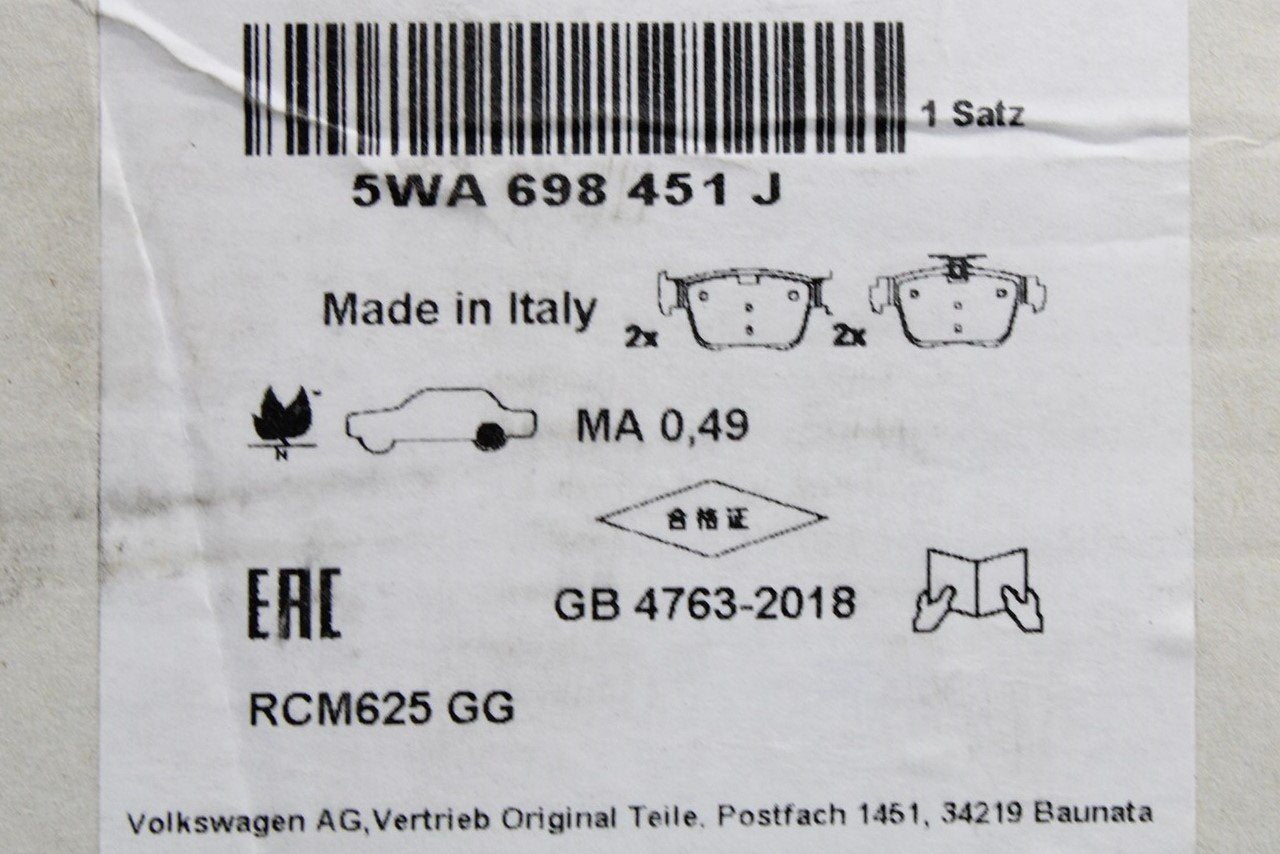 1 Satz
5WA 698 451 J
Made in Italy 2x 2x
N
MA 0,49
合格证
EAC
GB 4763-2018
RCM625 GG
Volkswagen AG,Vertrieb Original Teile. Postfach 1451, 34219 Baunata